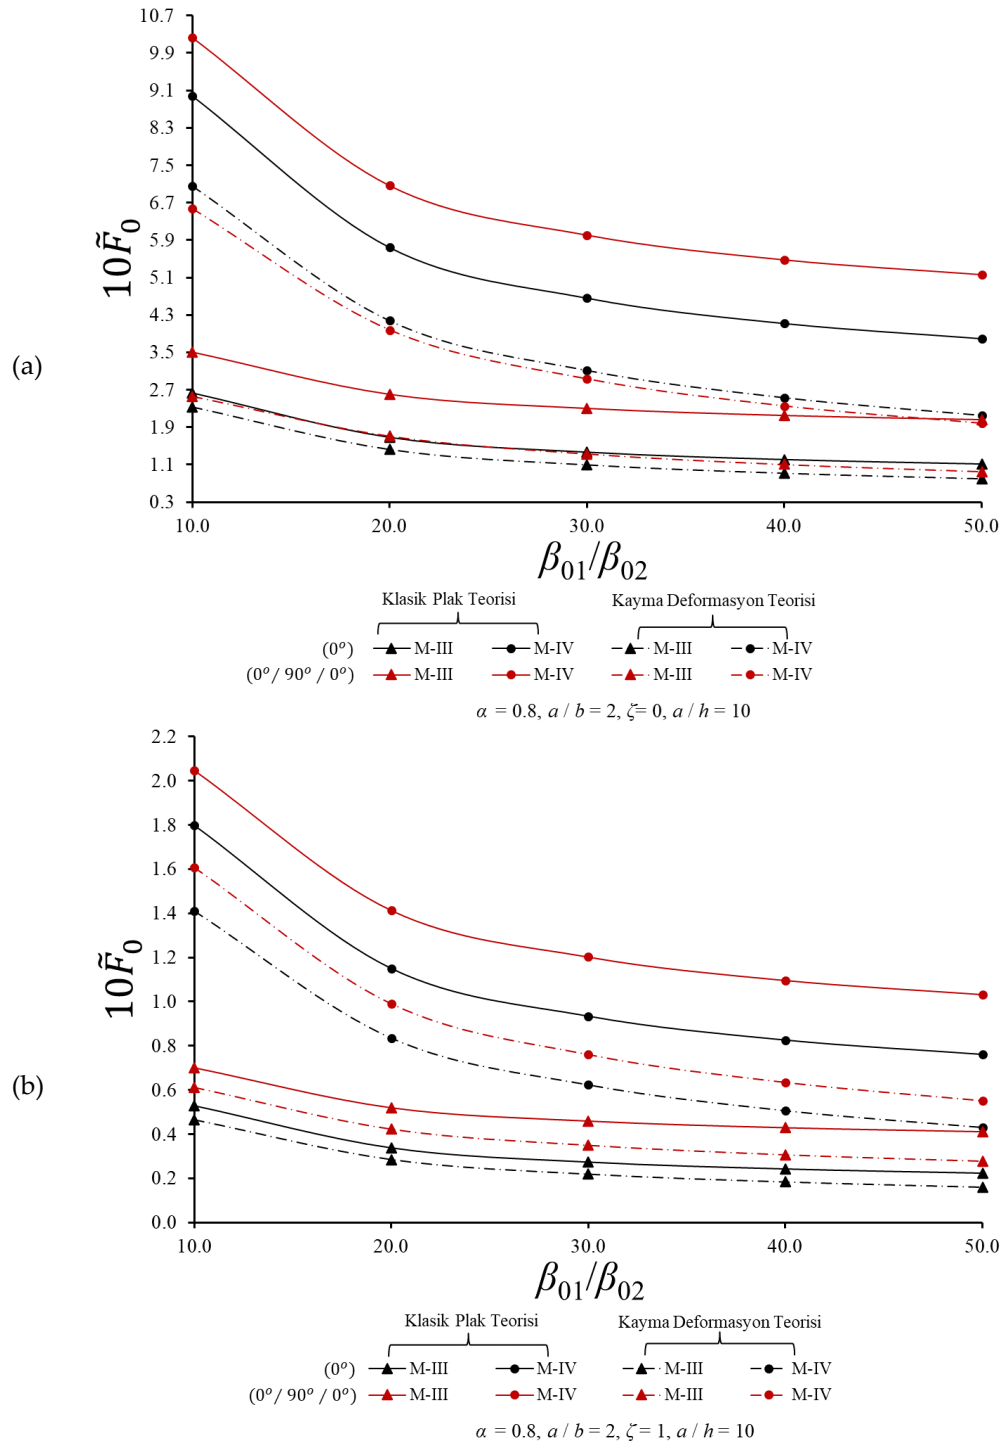 10.7
9.9
9.1
8.3
7.5
6.7
5.9
5.1
4.3
3.5
2.7
1.9
1.1
0.3
10F̃₀
(a)
10.0 20.0 30.0 40.0 50.0
β₀₁/β₀₂
Klasik Plak Teorisi Kayma Deformasyon Teorisi
(0°) M-III M-IV M-III M-IV
(0°/ 90° / 0°) M-III M-IV M-III M-IV
α = 0.8, a / b = 2, ζ= 0, a / h = 10
2.2
2.0
1.8
1.6
1.4
1.2
1.0
0.8
0.6
0.4
0.2
0.0
10F̃₀
(b)
10.0 20.0 30.0 40.0 50.0
β₀₁/β₀₂
Klasik Plak Teorisi Kayma Deformasyon Teorisi
(0°) M-III M-IV M-III M-IV
(0°/ 90° / 0°) M-III M-IV M-III M-IV
α = 0.8, a / b = 2, ζ = 1, a / h = 10